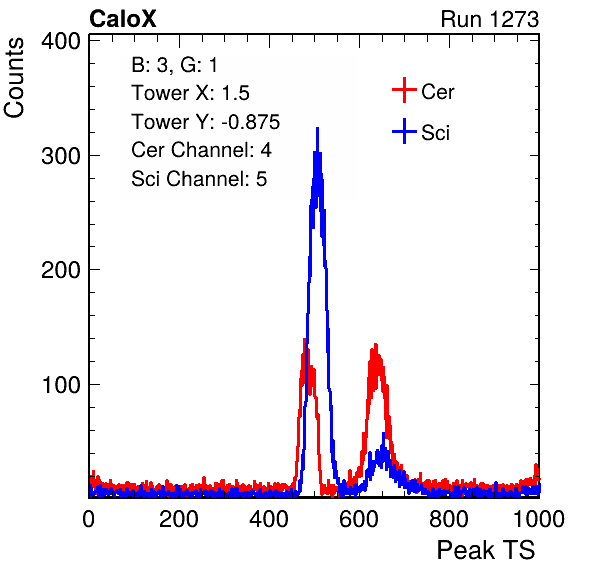 CaloX Run 1273
Counts
400
300
200
100
B: 3, G: 1
Tower X: 1.5
Tower Y: -0.875
Cer Channel: 4
Sci Channel: 5
Cer
Sci
0 200 400 600 800 1000
Peak TS